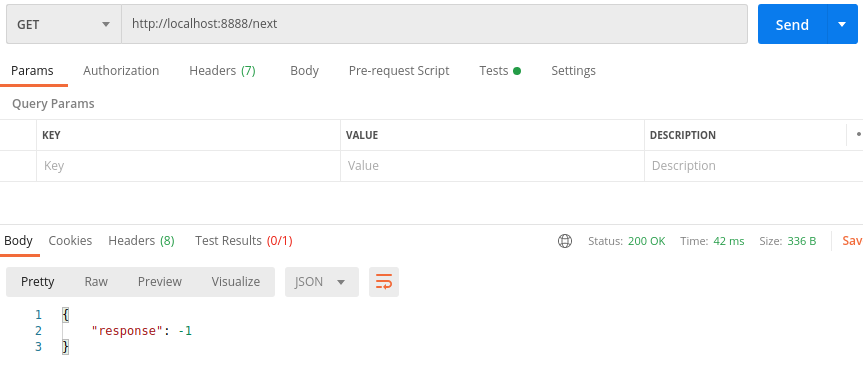 GET http://localhost:8888/next Send
Params Authorization Headers (7) Body Pre-request Script Tests Settings
Query Params
KEY VALUE DESCRIPTION
Key Value Description
Body Cookies Headers (8) Test Results (0/1) Status: 200 OK Time: 42 ms Size: 336 B Sav
Pretty Raw Preview Visualize JSON
1 {
2 "response": -1
3 }